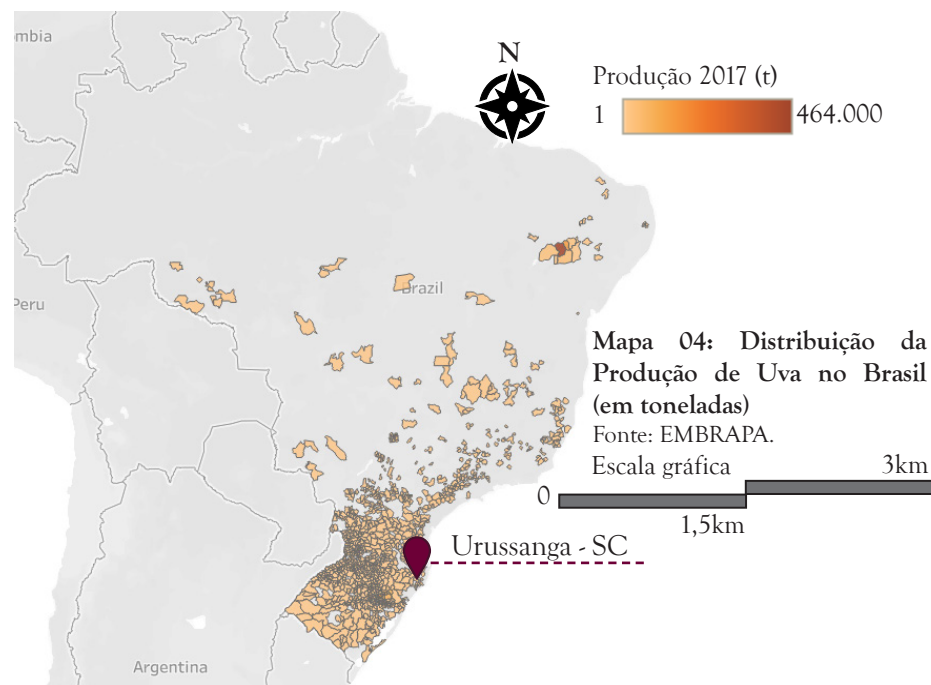 mbia
N
Produção 2017 (t)
1
464.000
Brazil
Peru
Mapa 04: Distribuição da
Produção de Uva no Brasil
(em toneladas)
Fonte: EMBRAPA.
Escala gráfica
3km
0
1,5km
Urussanga - SC
Argentina